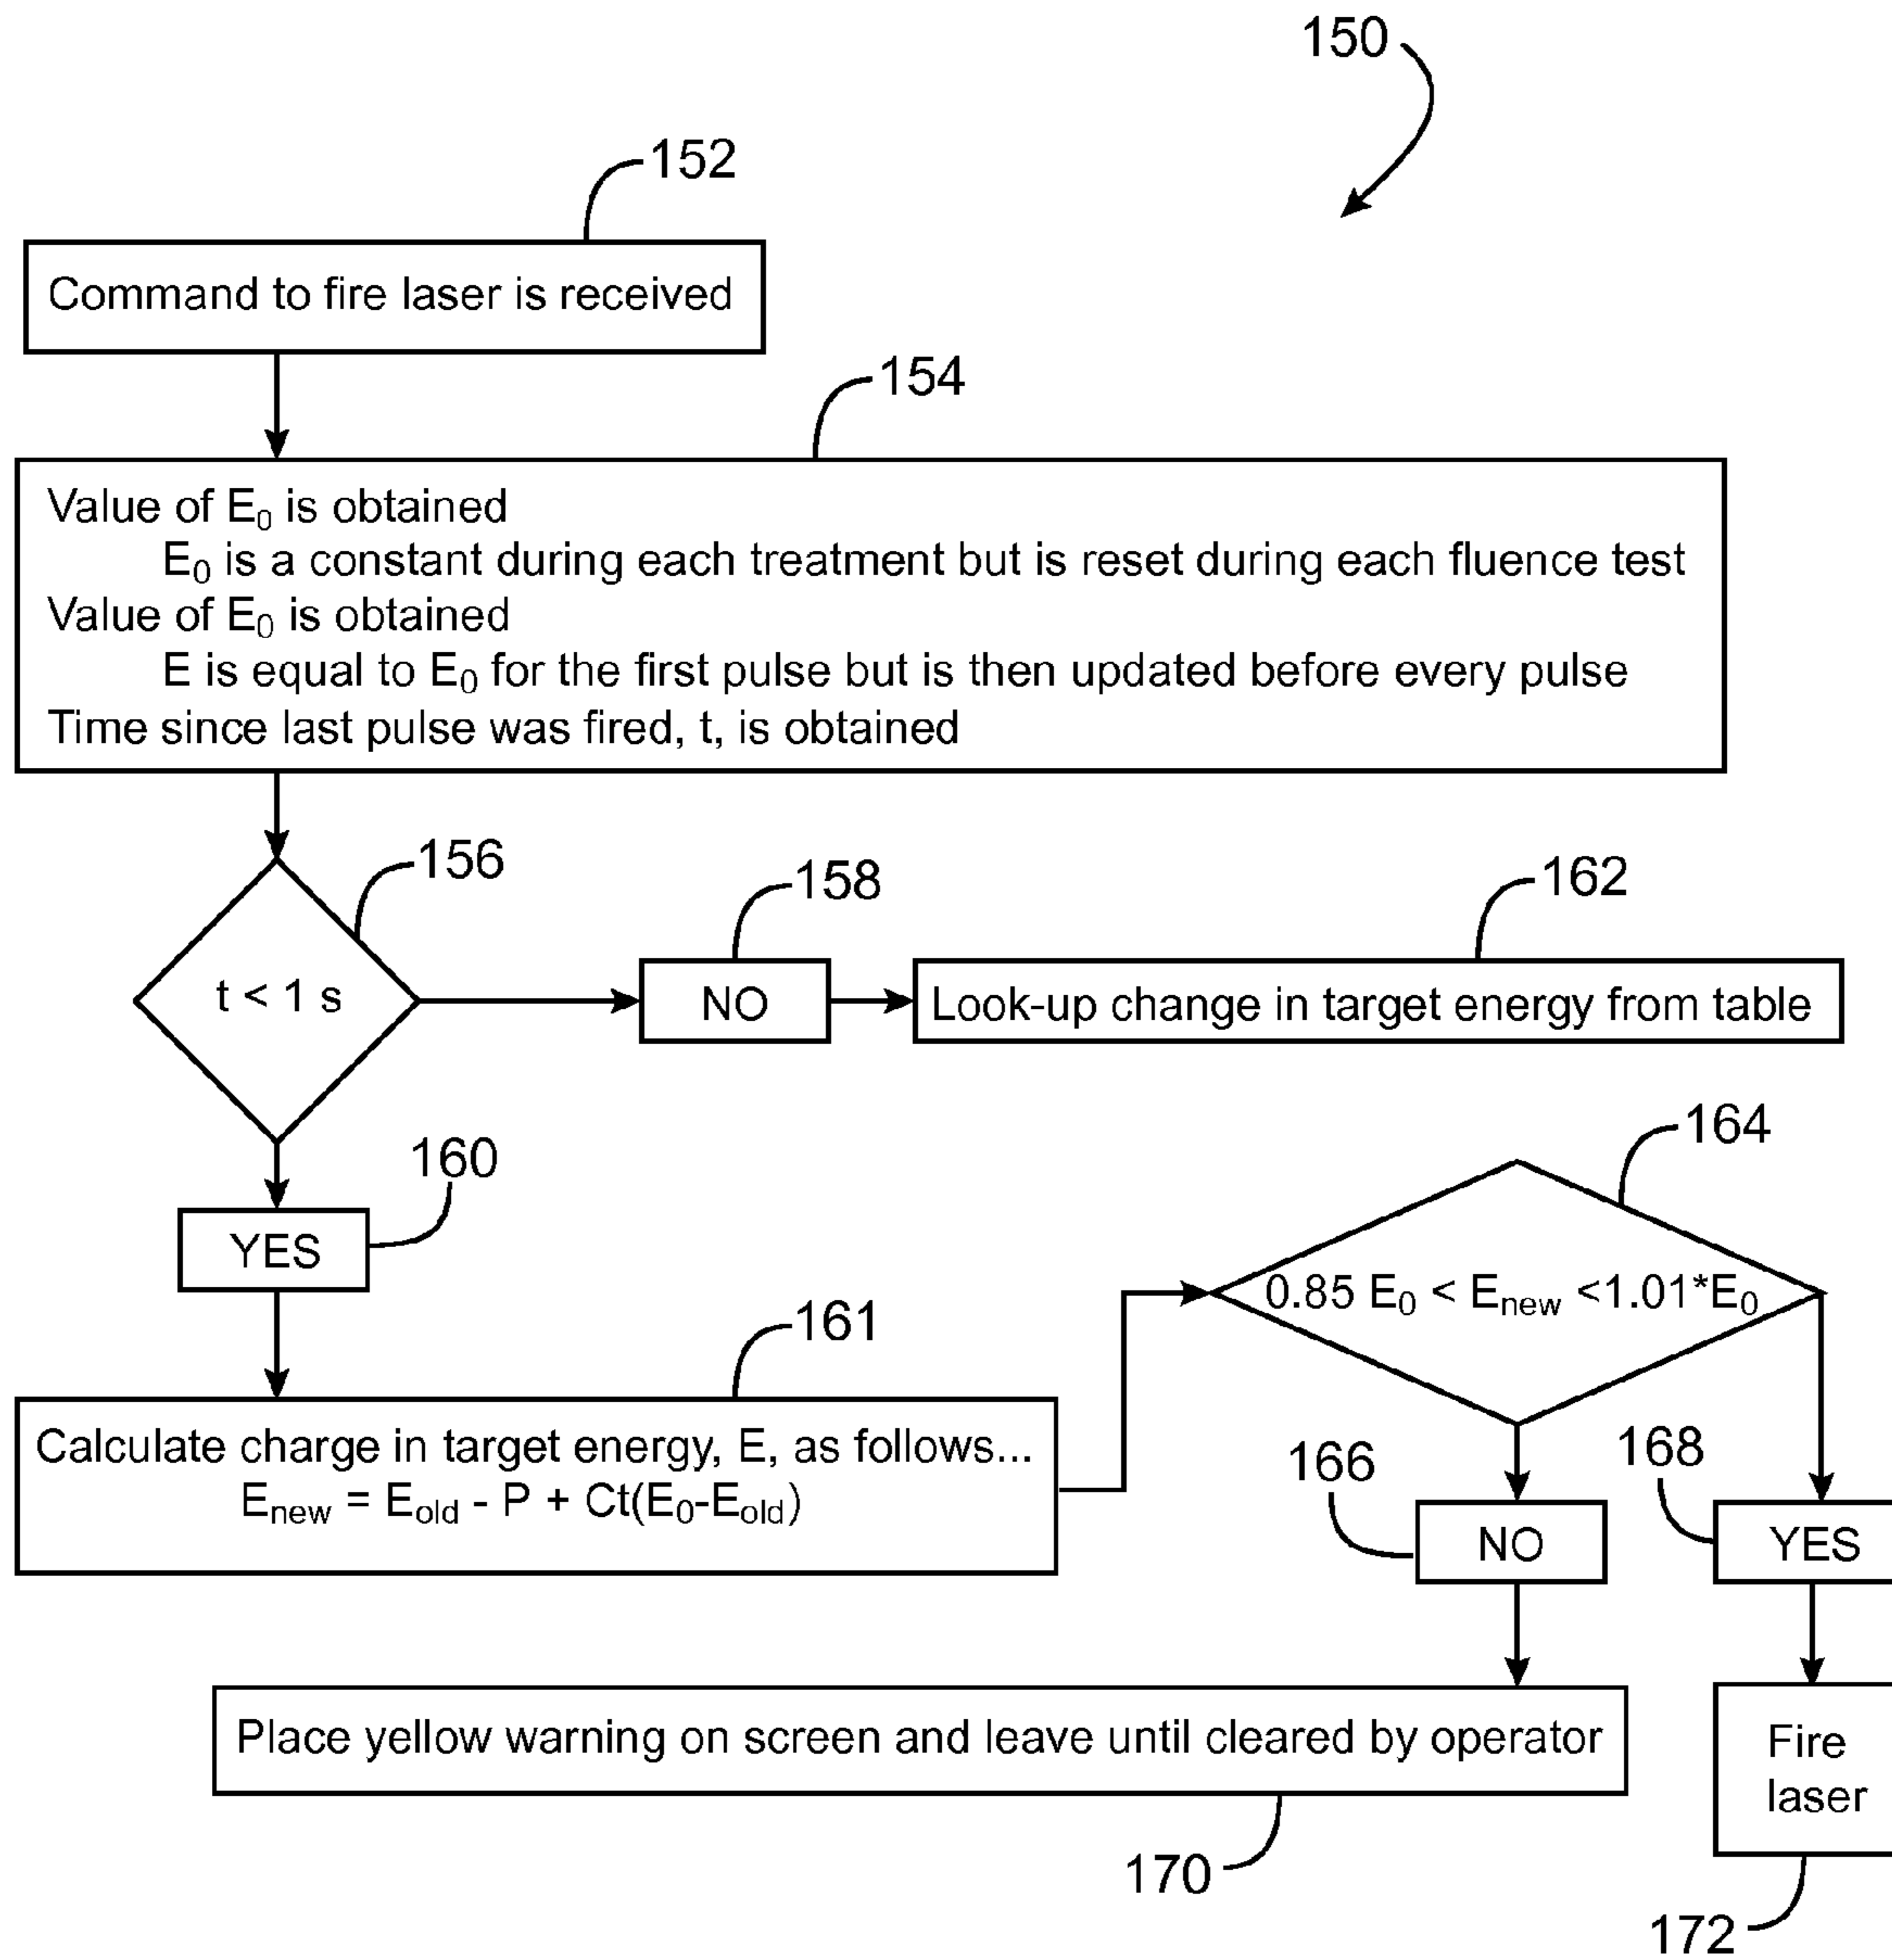 150
152
Command to fire laser is received
154
Value of E₀ is obtained
E₀ is a constant during each treatment but is reset during each fluence test
Value of E₀ is obtained
E is equal to E₀ for the first pulse but is then updated before every pulse
Time since last pulse was fired, t, is obtained
156
t < 1 s
158
NO
162
Look-up change in target energy from table
160
YES
164
0.85 E₀ < Eₙₑw <1.01*E₀
161
Calculate charge in target energy, E, as follows...
Eₙₑw = Eₒₗd - P + Ct(E₀-Eₒₗd)
166
NO
168
YES
Place yellow warning on screen and leave until cleared by operator
170
Fire
laser
172